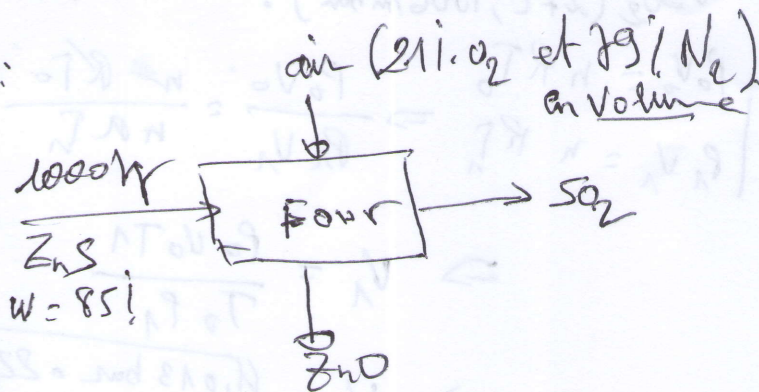 air (21% O2 et 79% N2)
en volume
1000 kg
Four
SO2
ZnS
w = 85%
ZnO